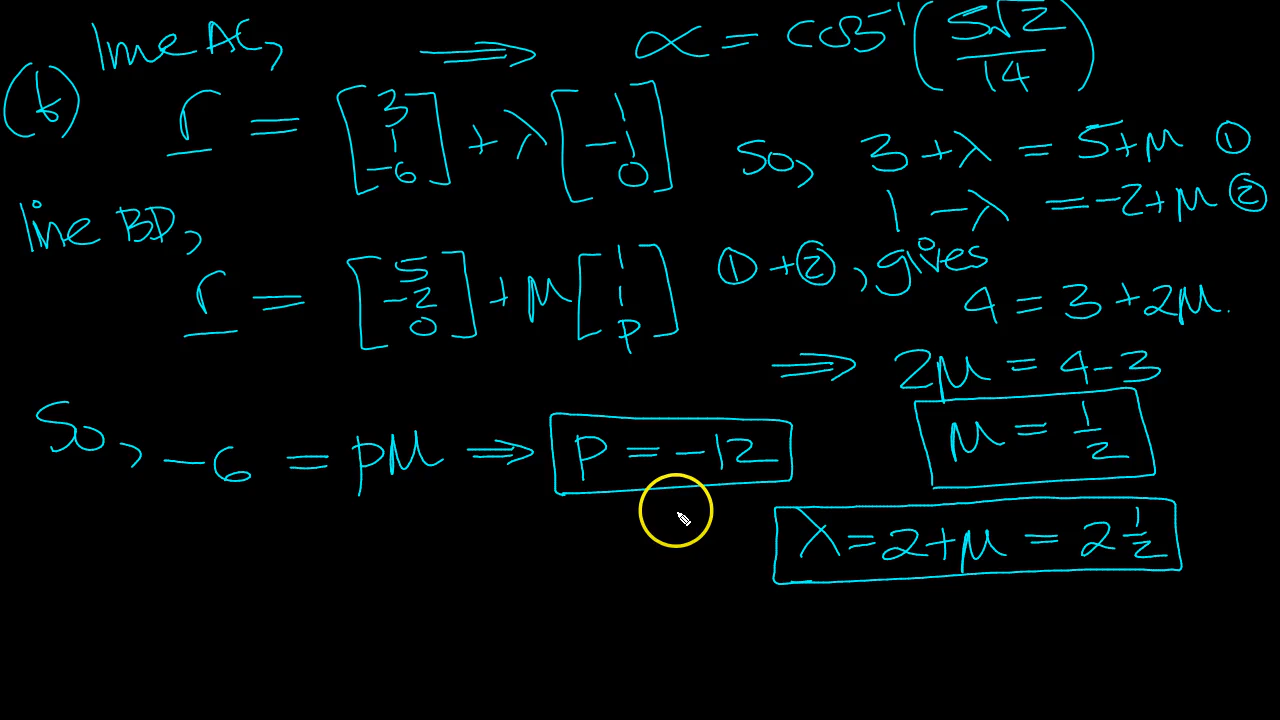 line AC,
⟹ α = cos⁻¹(5√2/14)
(b) r = [3 1 -6] + λ[1 -1 0]
line BD,
r = [5 -2 0] + μ[1 1 p]
So, -6 = pμ ⟹ p = -12
So, 3 + λ = 5 + μ ①
1 - λ = -2 + μ ②
① + ②, gives
4 = 3 + 2μ.
⟹ 2μ = 4 - 3
μ = 1/2
λ = 2 + μ = 2 1/2